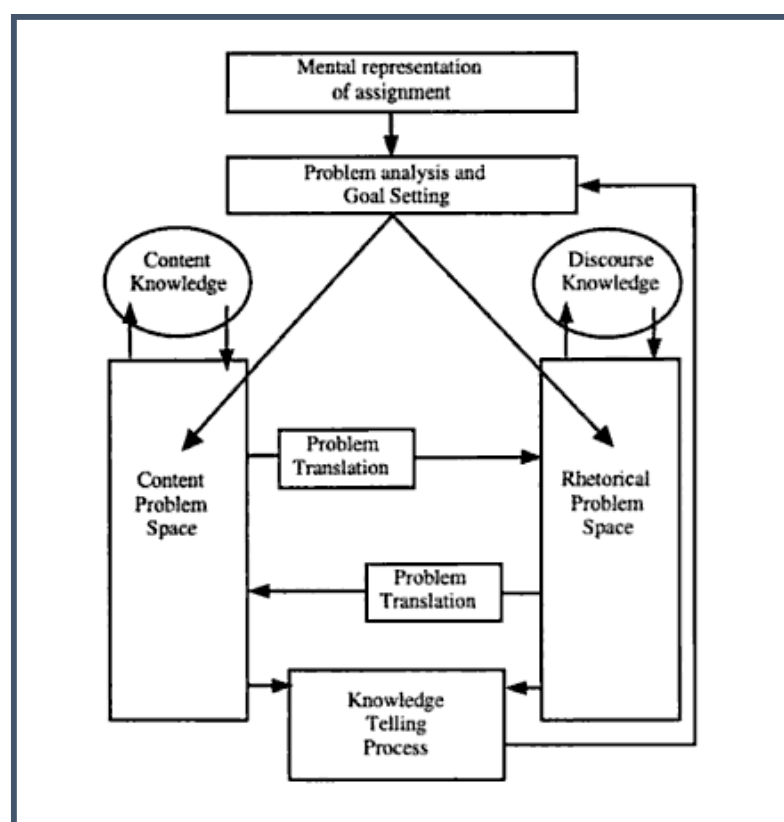 Mental representation
of assignment
Problem analysis and
Goal Setting
Content
Knowledge
Discourse
Knowledge
Problem
Translation
Content
Problem
Space
Rhetorical
Problem
Space
Problem
Translation
Knowledge
Telling
Process